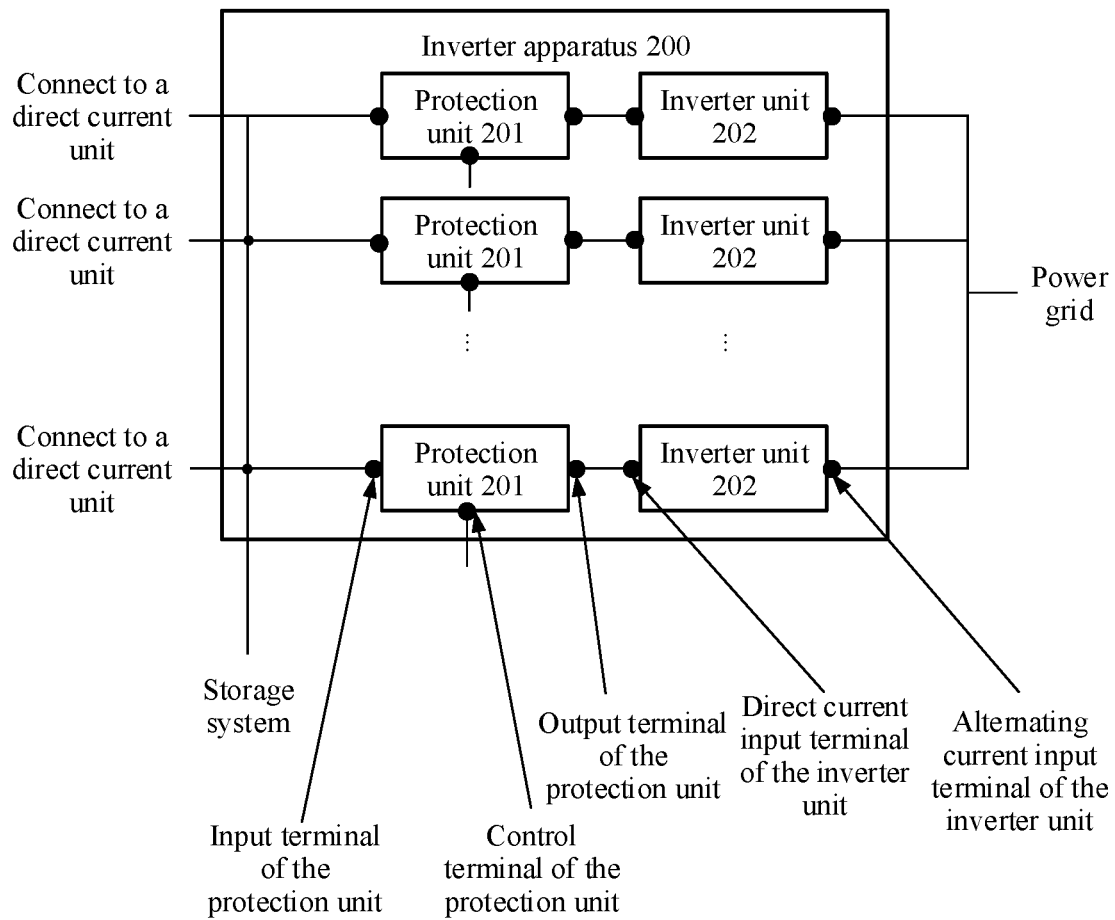 Inverter apparatus 200
Connect to a
direct current
unit
Protection
unit 201
Inverter unit
202
Connect to a
direct current
unit
Protection
unit 201
Inverter unit
202
Power
grid
⋮
⋮
Connect to a
direct current
unit
Protection
unit 201
Inverter unit
202
Storage
system
Output terminal
of the
protection unit
Direct current
input terminal
of the inverter
unit
Alternating
current input
terminal of the
inverter unit
Input terminal
of the
protection unit
Control
terminal of the
protection unit